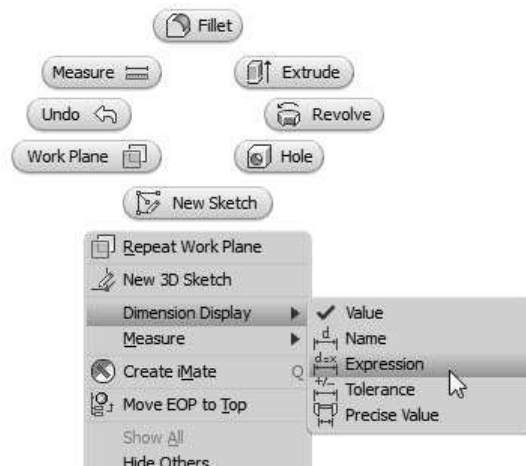 Fillet
Measure
Extrude
Undo
Revolve
Work Plane
Hole
New Sketch
Repeat Work Plane
New 3D Sketch
Dimension Display
Measure
Create iMate Q
Move EOP to Top
Show All
Hide Others
Value
d Name
d=x Expression
+/- Tolerance
Precise Value